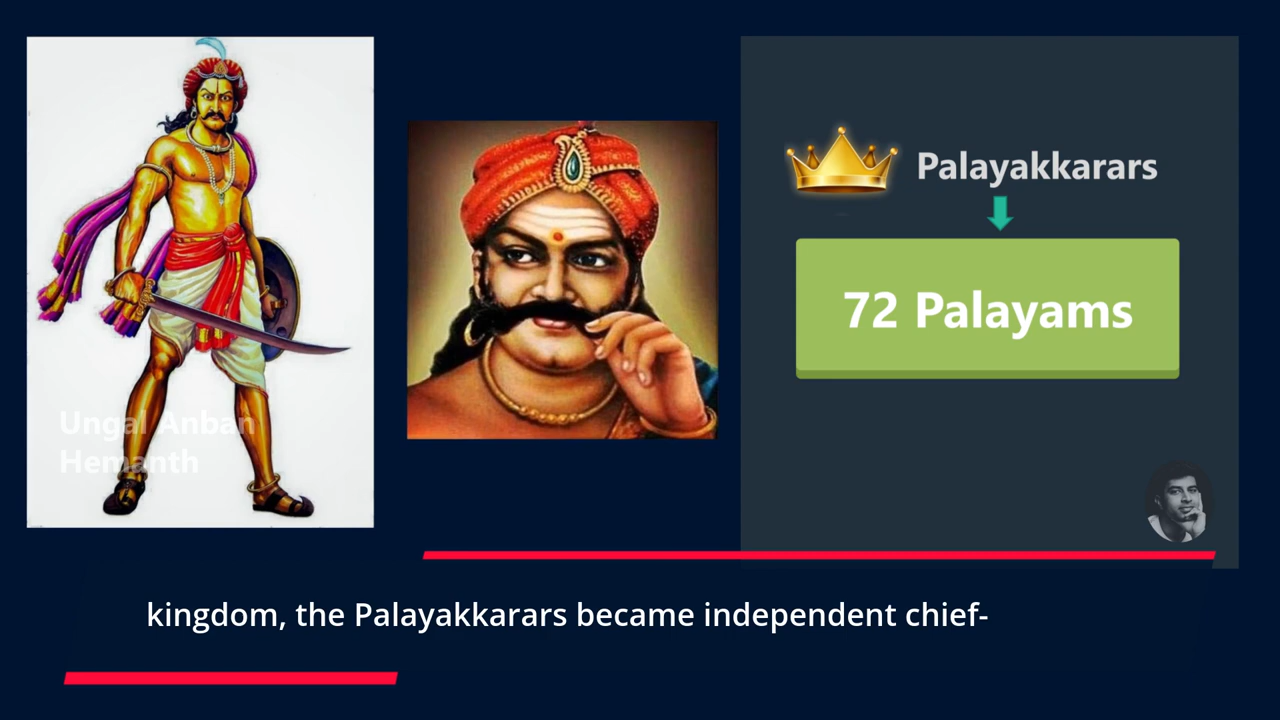 Palayakkarars
72 Palayams
Ungal Anban
Hemanth
kingdom, the Palayakkarars became independent chief-